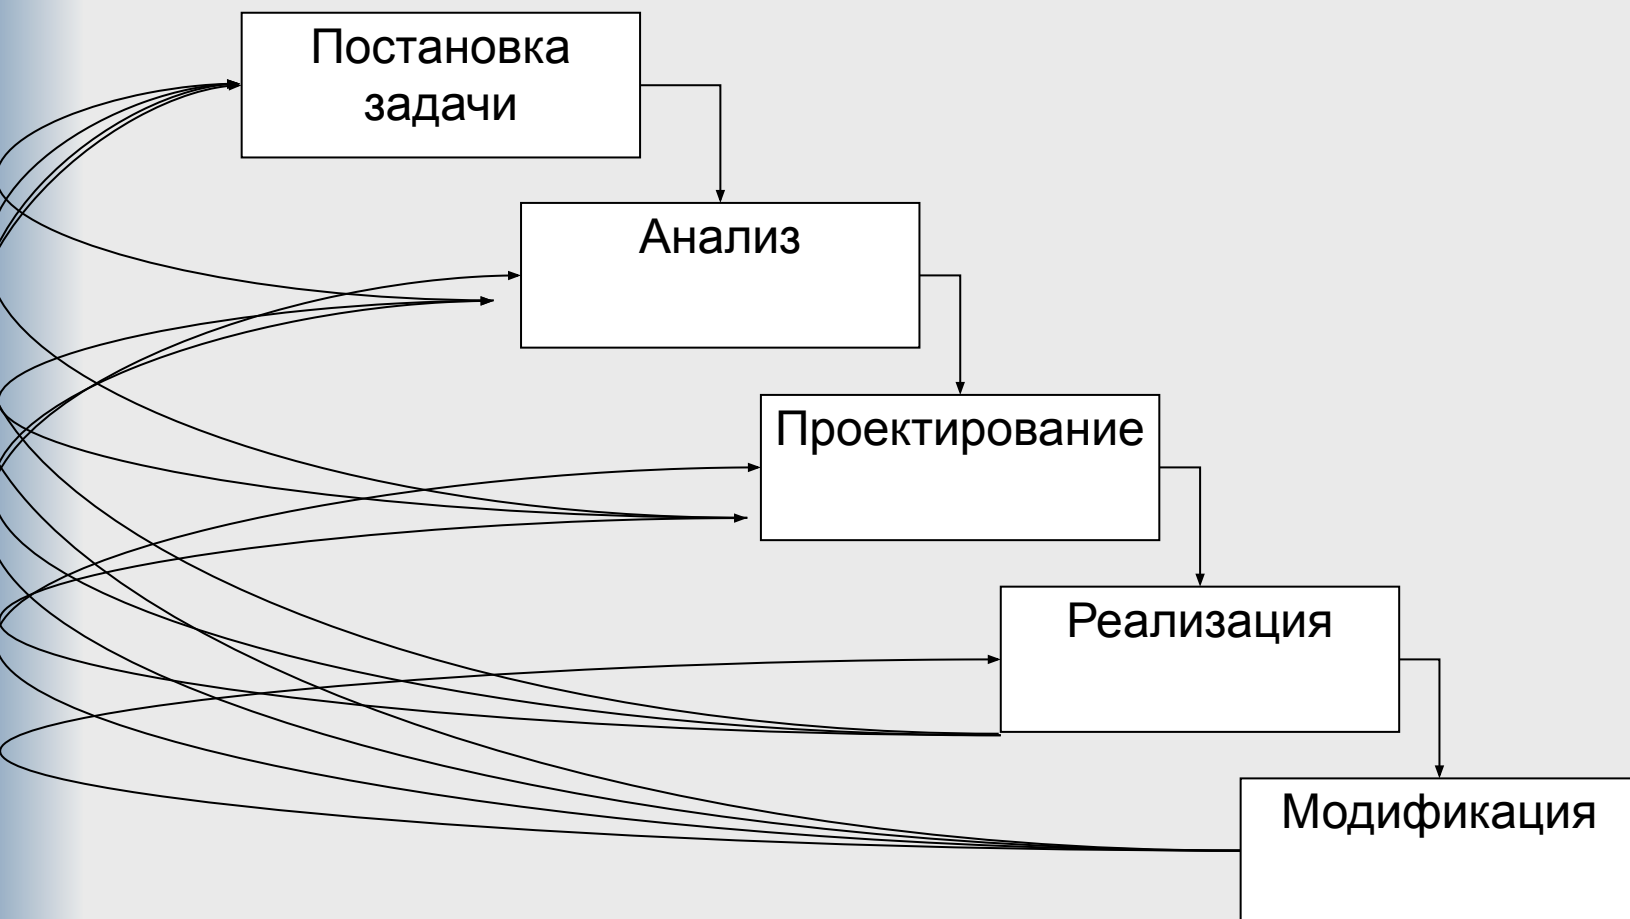 Постановка
задачи
Анализ
Проектирование
Реализация
Модификация